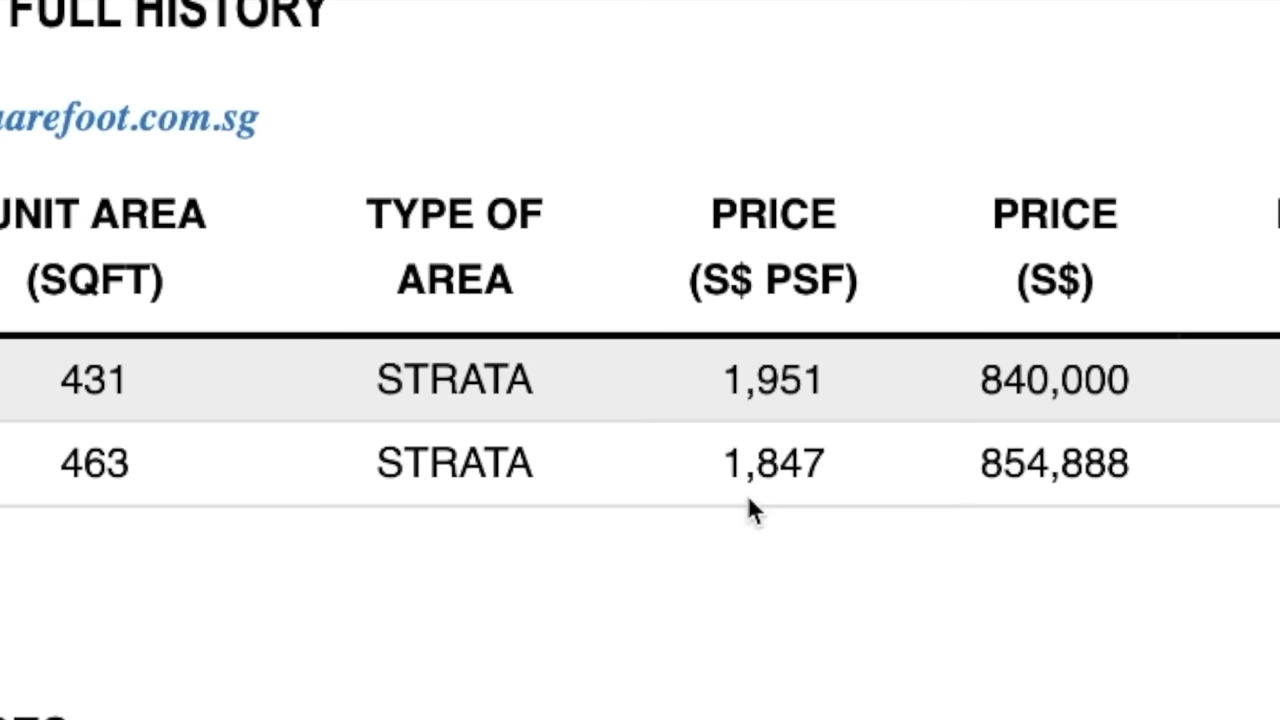 FULL HISTORY
uarefoot.com.sg
UNIT AREA TYPE OF PRICE PRICE
(SQFT) AREA (S$ PSF) (S$)
431 STRATA 1,951 840,000
463 STRATA 1,847 854,888